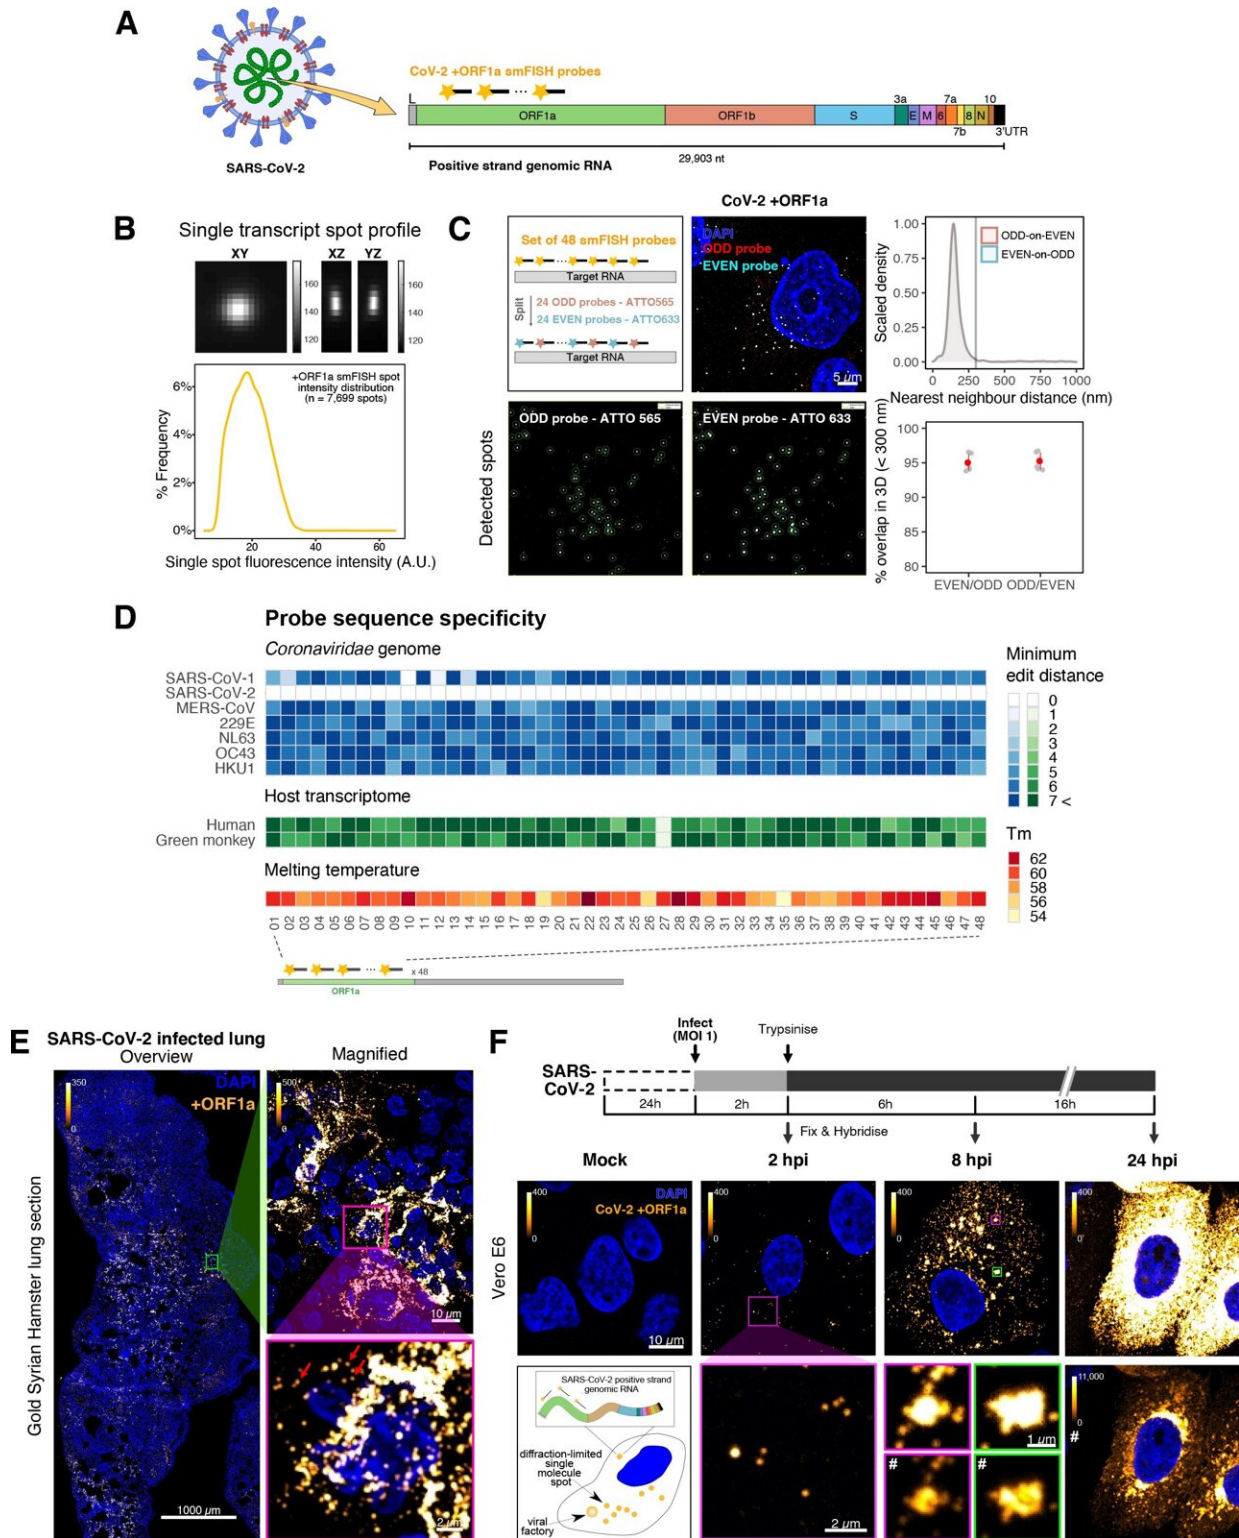 A
CoV-2 +ORF1a smFISH probes
L
ORF1a
ORF1b
S
3a
E
M
6
7a
7b
8
N
10
3'UTR
29,903 nt
Positive strand genomic RNA
SARS-CoV-2
B
Single transcript spot profile
XY
XZ
YZ
160
140
120
160
140
120
+ORF1a smFISH spot
intensity distribution
(n = 7,699 spots)
% Frequency
6%
4%
2%
0%
20
40
60
Single spot fluorescence intensity (A.U.)
C
CoV-2 +ORF1a
Set of 48 smFISH probes
Target RNA
Split
24 ODD probes - ATTO565
24 EVEN probes - ATTO633
Target RNA
DAPI
ODD probe
EVEN probe
5 µm
Detected spots
ODD probe - ATTO 565
EVEN probe - ATTO 633
Scaled density
1.00
0.75
0.50
0.25
0.00
ODD-on-EVEN
EVEN-on-ODD
0
250
500
750
1000
Nearest neighbour distance (nm)
% overlap in 3D (< 300 nm)
100
95
90
85
80
EVEN/ODD
ODD/EVEN
D
Probe sequence specificity
Coronaviridae genome
SARS-CoV-1
SARS-CoV-2
MERS-CoV
229E
NL63
OC43
HKU1
Host transcriptome
Human
Green monkey
Melting temperature
01 02 03 04 05 06 07 08 09 10 11 12 13 14 15 16 17 18 19 20 21 22 23 24 25 26 27 28 29 30 31 32 33 34 35 36 37 38 39 40 41 42 43 44 45 46 47 48
Minimum
edit distance
0
1
2
3
4
5
6
7 <
Tm
62
60
58
56
54
x 48
ORF1a
E
SARS-CoV-2 infected lung
Overview
Magnified
Gold Syrian Hamster lung section
350
0
DAPI
+ORF1a
1000 µm
500
0
10 µm
2 µm
F
Infect
(MOI 1)
Trypsinise
SARS-
CoV-2
24h
2h
6h
16h
Fix & Hybridise
Mock
2 hpi
8 hpi
24 hpi
Vero E6
400
0
DAPI
CoV-2 +ORF1a
10 µm
400
0
400
0
400
0
SARS-CoV-2 positive strand
genomic RNA
diffraction-limited
single
molecule
spot
viral
factory
2 µm
1 µm
#
#
11,000
0
#